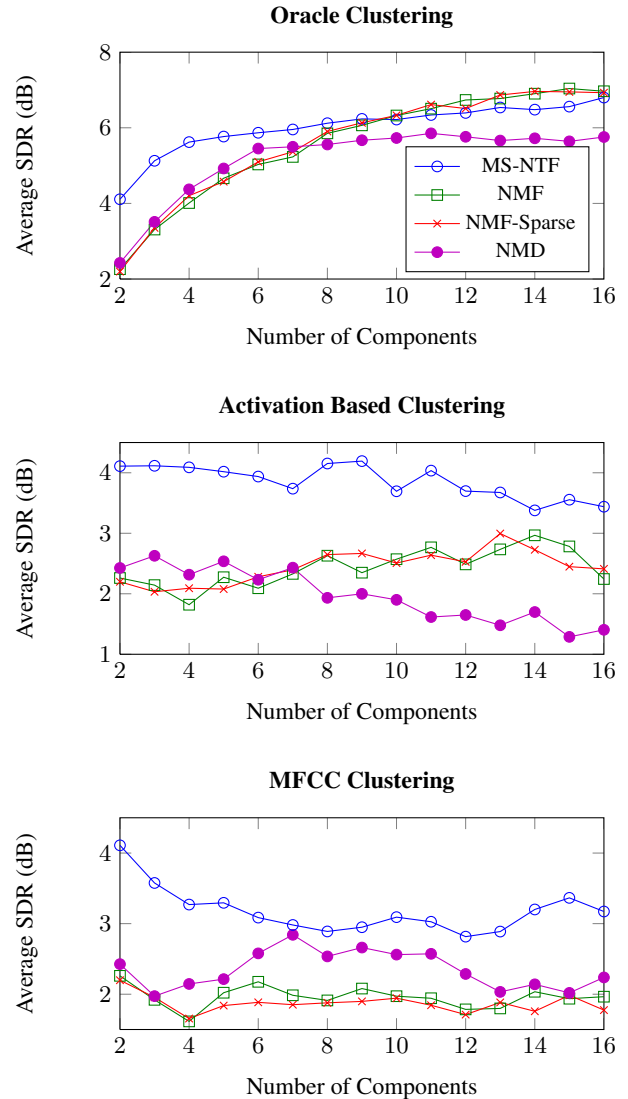 Oracle Clustering
Average SDR (dB)
8
6
4
2
MS-NTF
NMF
NMF-Sparse
NMD
2 4 6 8 10 12 14 16
Number of Components
Activation Based Clustering
Average SDR (dB)
4
3
2
1
2 4 6 8 10 12 14 16
Number of Components
MFCC Clustering
Average SDR (dB)
4
3
2
2 4 6 8 10 12 14 16
Number of Components